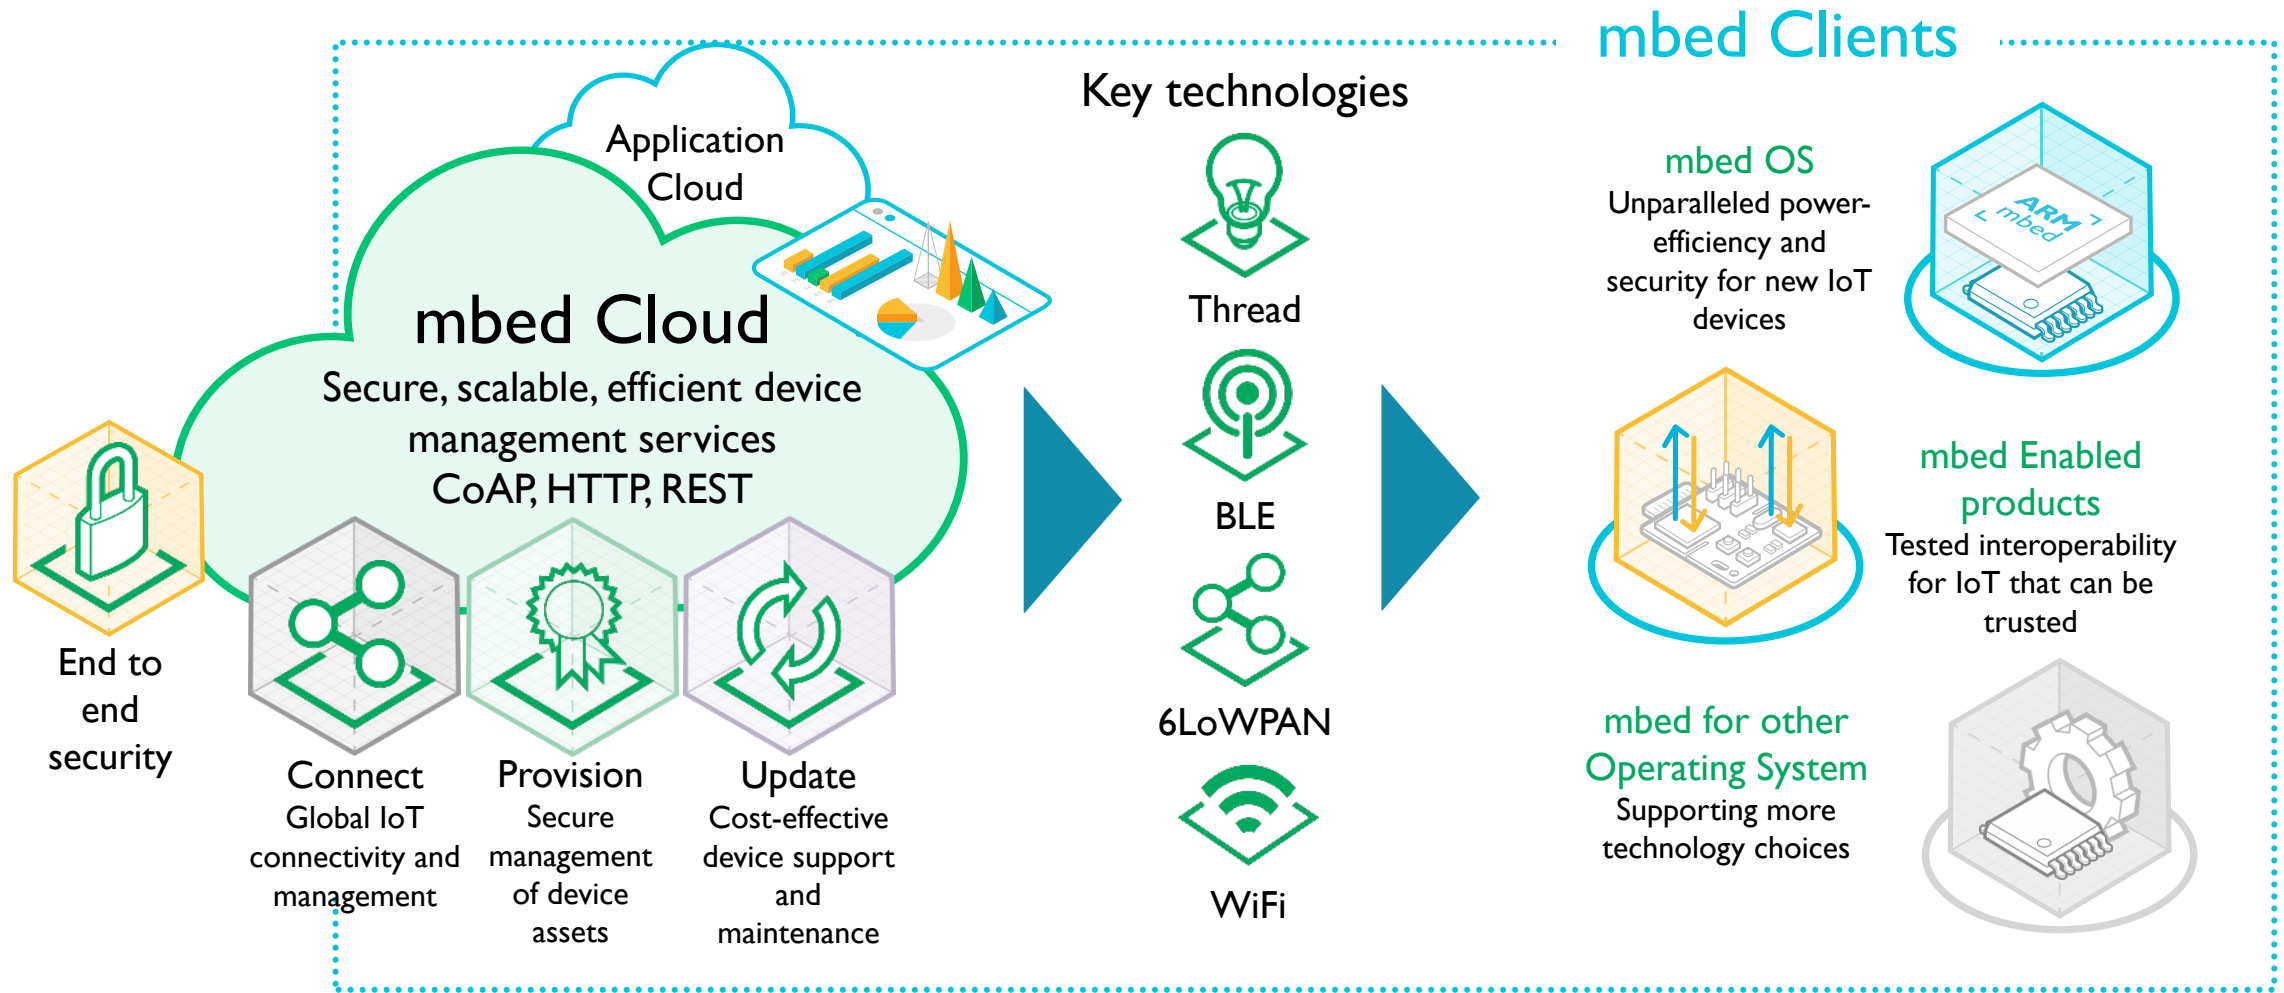 mbed Clients
Application
Cloud
mbed Cloud
Secure, scalable, efficient device
management services
CoAP, HTTP, REST
End to
end
security
Connect
Global IoT
connectivity and
management
Provision
Secure
management
of device
assets
Update
Cost-effective
device support
and
maintenance
Key technologies
Thread
BLE
6LoWPAN
WiFi
mbed OS
Unparalleled power-
efficiency and
security for new IoT
devices
ARM
mbed
mbed Enabled
products
Tested interoperability
for IoT that can be
trusted
mbed for other
Operating System
Supporting more
technology choices